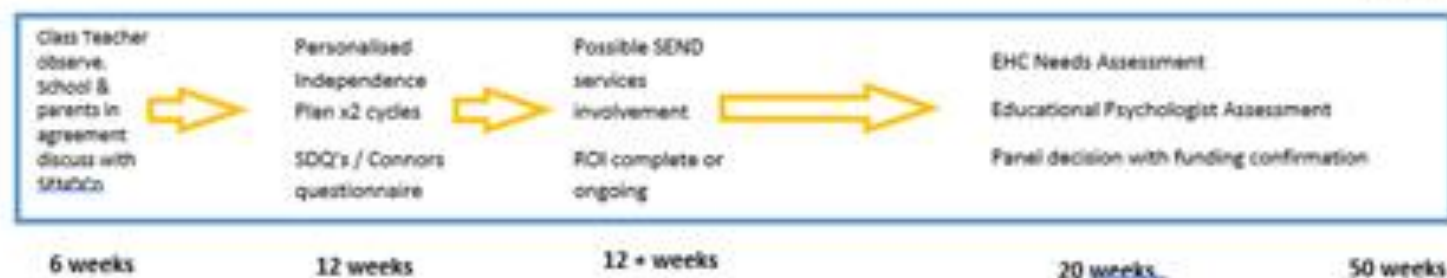 Class Teacher
observe.
School &
parents in
agreement
discuss with
SENDCo
Personalised
Independence
Plan x2 cycles
SDQ's / Connors
questionnaire
Possible SEND
services
involvement
ROI complete or
ongoing
EHC Needs Assessment
Educational Psychologist Assessment
Panel decision with funding confirmation
6 weeks
12 weeks
12 + weeks
20 weeks
50 weeks